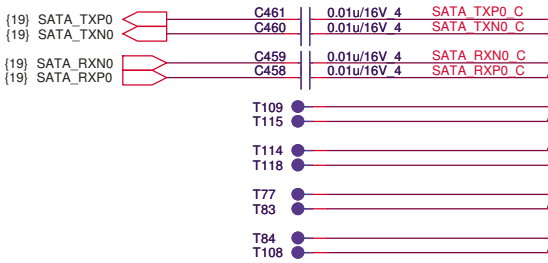 {19} SATA_TXP0 C461 0.01u/16V_4 SATA_TXP0_C
{19} SATA_TXN0 C460 0.01u/16V_4 SATA_TXN0_C
{19} SATA_RXN0 C459 0.01u/16V_4 SATA_RXN0_C
{19} SATA_RXP0 C458 0.01u/16V_4 SATA_RXP0_C
T109
T115
T114
T118
T77
T83
T84
T108